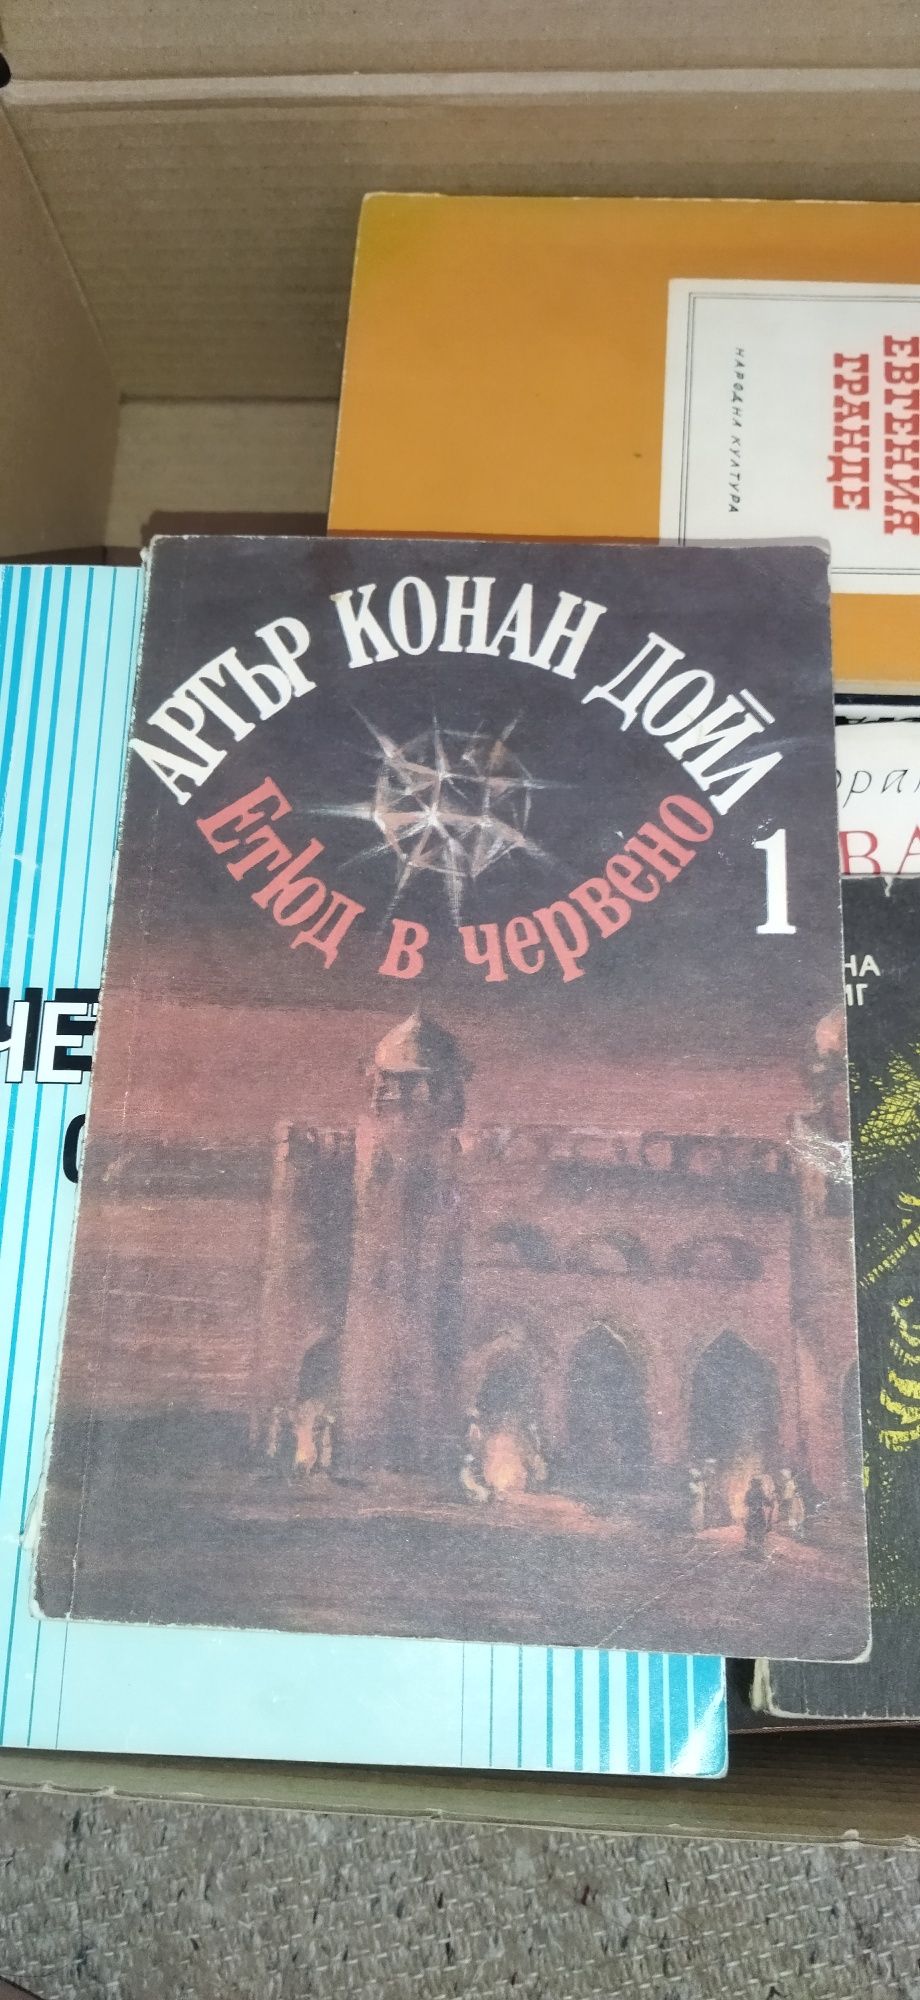 ЕВГЕНИЯ
ГРАНДЕ
НАРОДНА КУЛТУРА
АРТЪР КОНАН ДОЙЛ
Етюд в червено
1